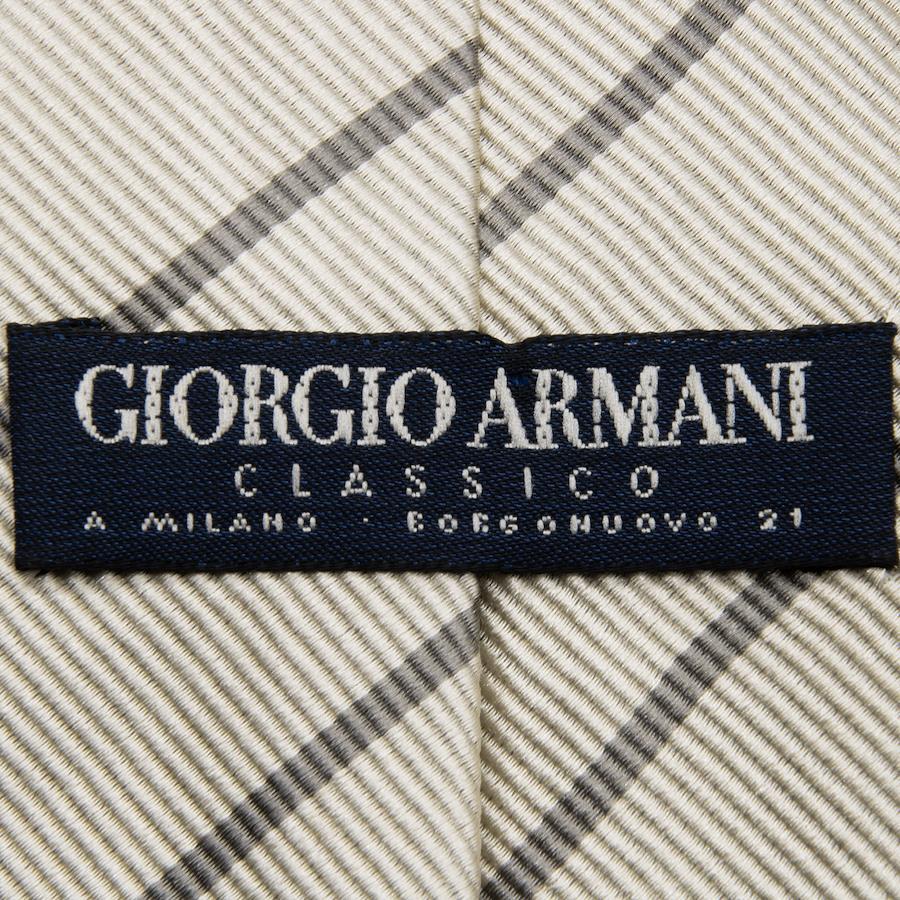 GIORGIO ARMANI
CLASSICO
A MILANO · BORGONUOVO 21